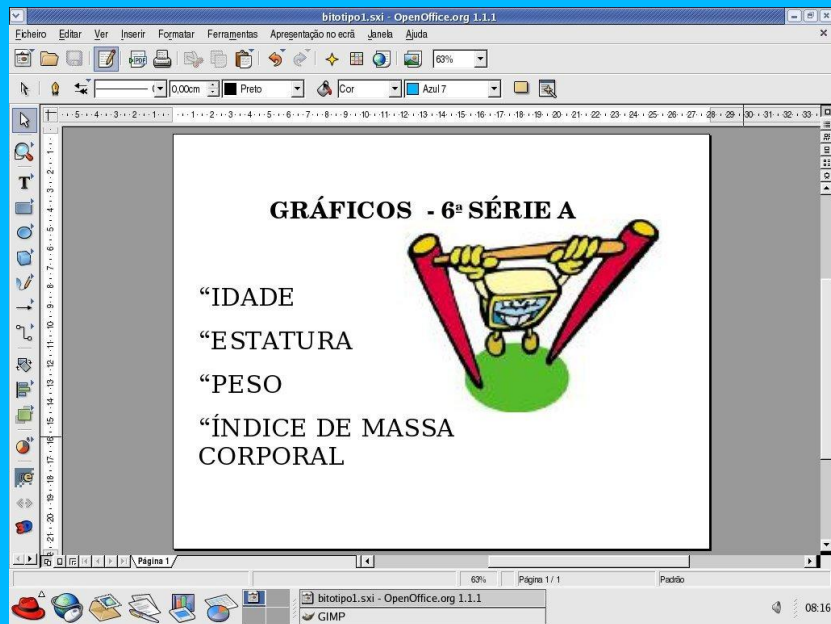 bitotipo1.sxi - OpenOffice.org 1.1.1
Ficheiro Editar Ver Inserir Formatar Ferramentas Apresentação no ecrã Janela Ajuda
63%
0,00cm Preto Cor Azul 7
GRÁFICOS - 6ª SÉRIE A
“IDADE
“ESTATURA
“PESO
“ÍNDICE DE MASSA
CORPORAL
Página 1
63% Página 1 / 1 Padrão
bitotipo1.sxi - OpenOffice.org 1.1.1
GIMP
08:16